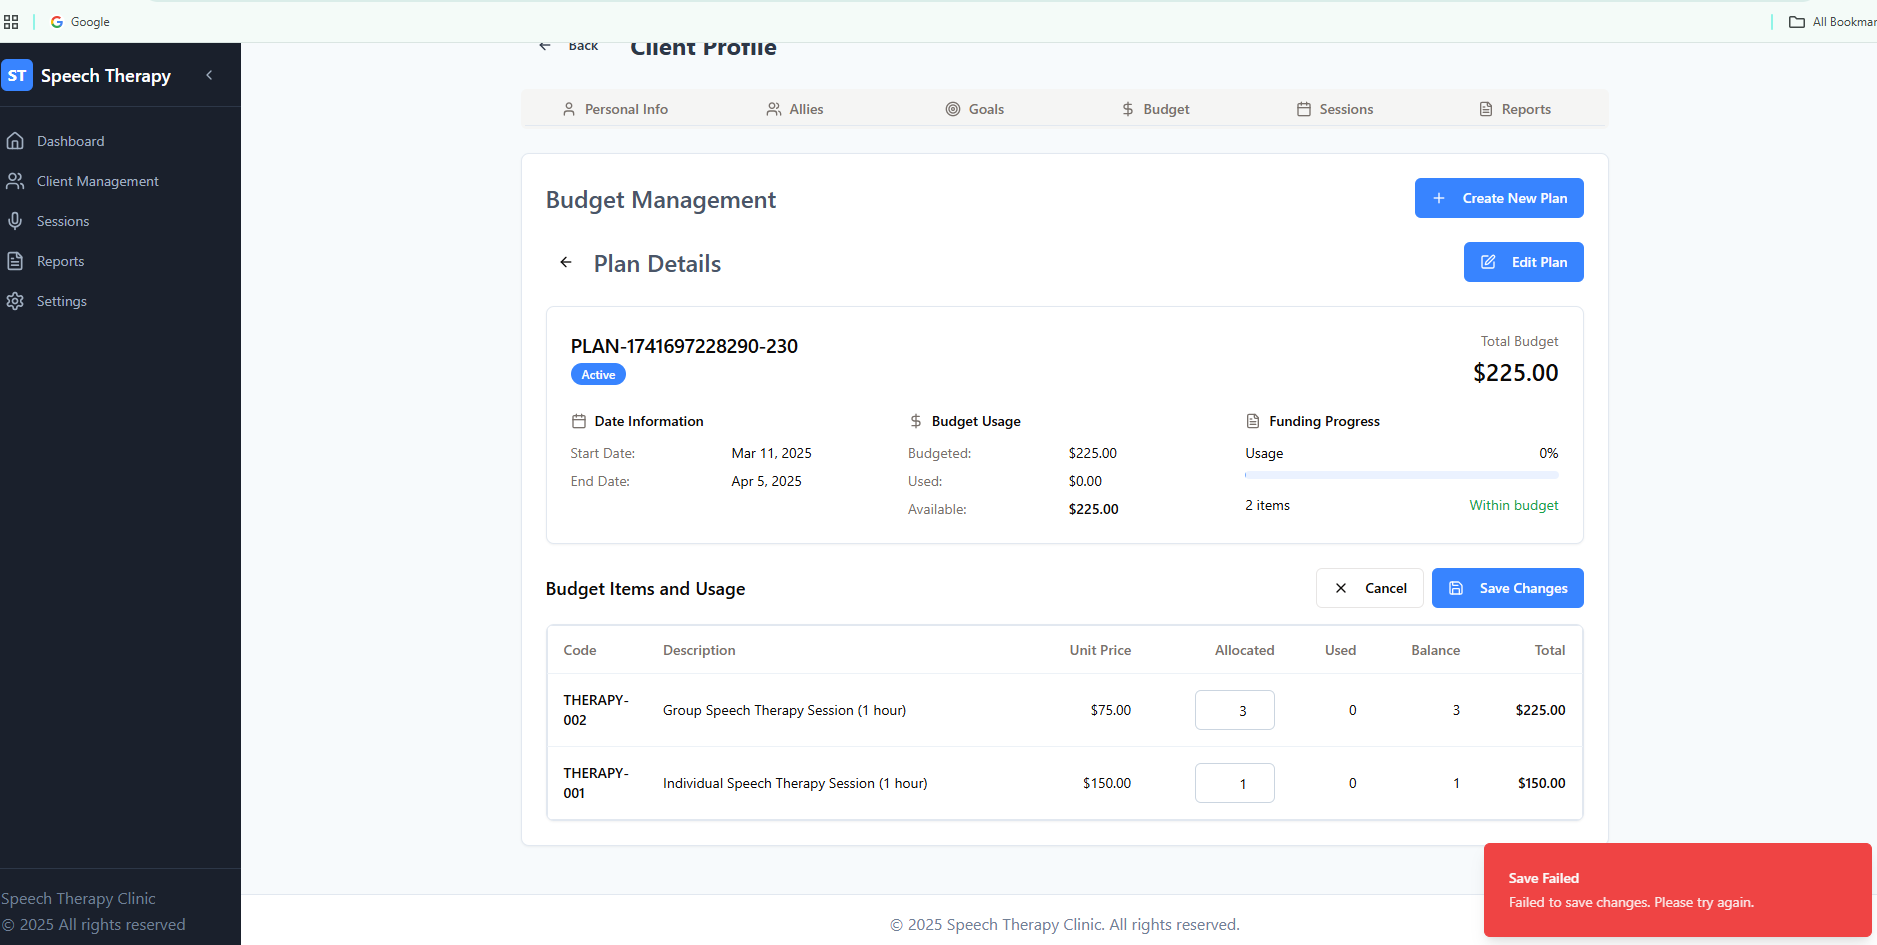 Google
All Bookmar
ST Speech Therapy
Back Client Profile
Personal Info Allies Goals Budget Sessions Reports
Dashboard
Client Management
Sessions
Reports
Settings
Budget Management
Create New Plan
Plan Details
Edit Plan
PLAN-1741697228290-230
Active
Total Budget
$225.00
Date Information
Start Date: Mar 11, 2025
End Date: Apr 5, 2025
Budget Usage
Budgeted: $225.00
Used: $0.00
Available: $225.00
Funding Progress
Usage 0%
2 items Within budget
Budget Items and Usage
Cancel Save Changes
Code Description Unit Price Allocated Used Balance Total
THERAPY-
002 Group Speech Therapy Session (1 hour) $75.00 3 0 3 $225.00
THERAPY-
001 Individual Speech Therapy Session (1 hour) $150.00 1 0 1 $150.00
Save Failed
Failed to save changes. Please try again.
Speech Therapy Clinic
© 2025 All rights reserved
© 2025 Speech Therapy Clinic. All rights reserved.